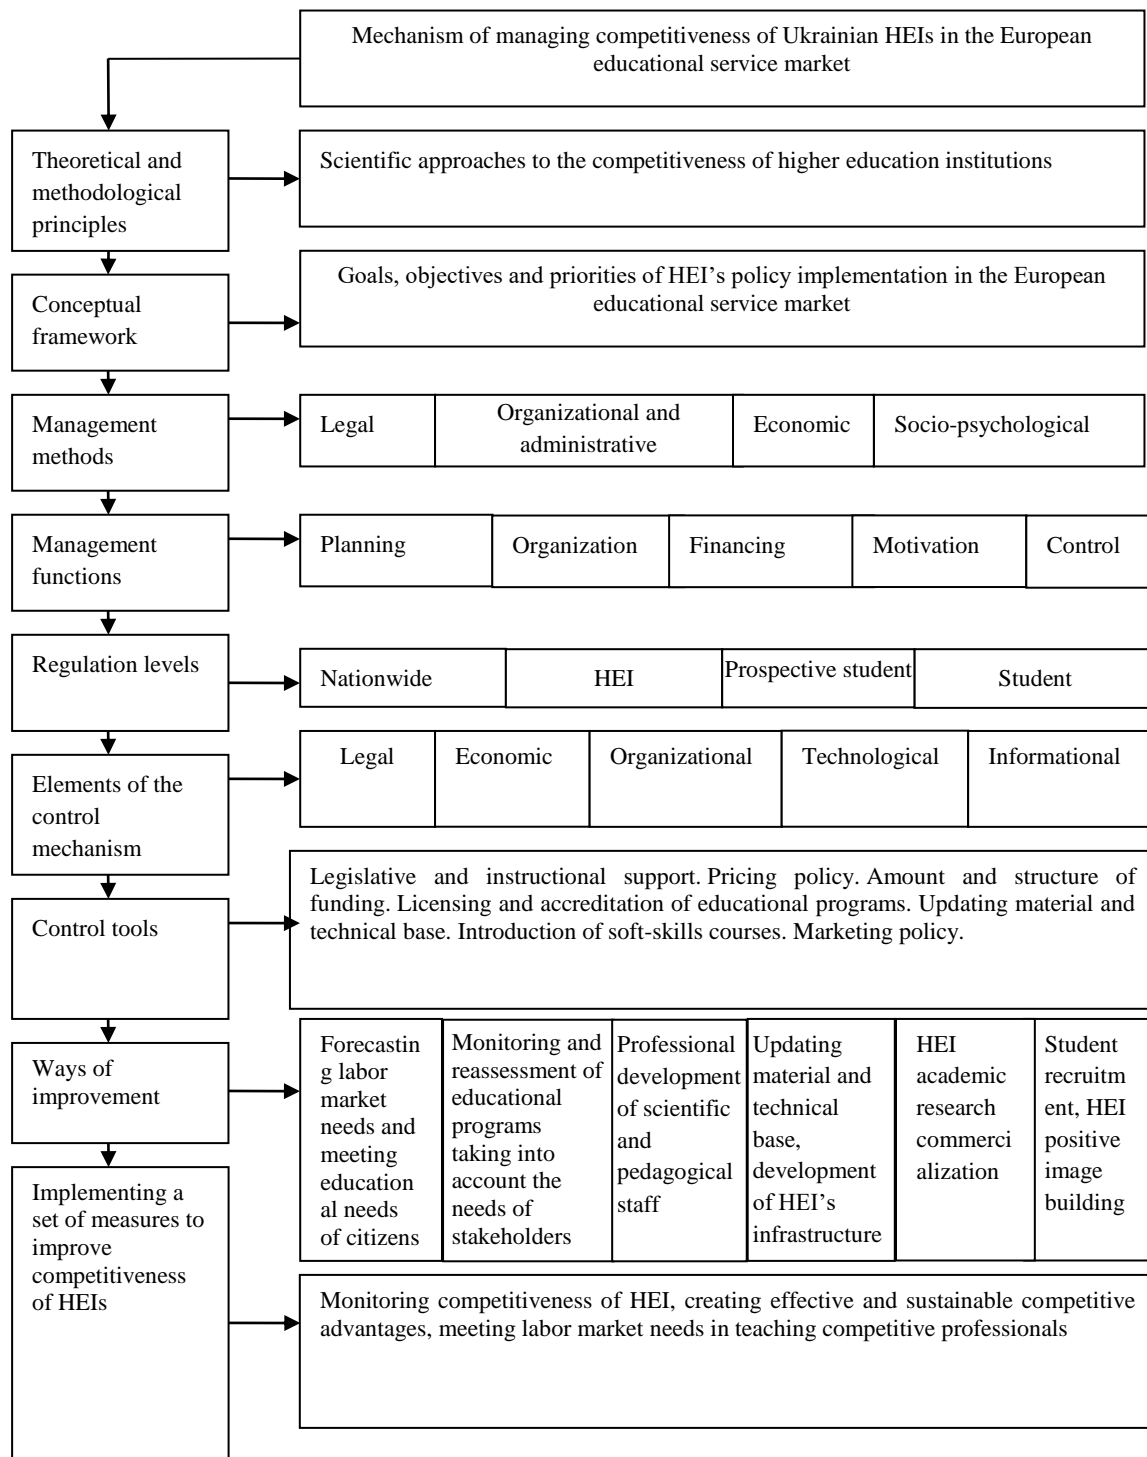 Mechanism of managing competitiveness of Ukrainian HEIs in the European
educational service market
Theoretical and
methodological
principles
Scientific approaches to the competitiveness of higher education institutions
Conceptual
framework
Goals, objectives and priorities of HEI’s policy implementation in the European
educational service market
Management
methods
Legal
Organizational and
administrative
Economic
Socio-psychological
Management
functions
Planning
Organization
Financing
Motivation
Control
Regulation levels
Nationwide
HEI
Prospective student
Student
Elements of the
control
mechanism
Legal
Economic
Organizational
Technological
Informational
Control tools
Legislative and instructional support. Pricing policy. Amount and structure of
funding. Licensing and accreditation of educational programs. Updating material and
technical base. Introduction of soft-skills courses. Marketing policy.
Ways of
improvement
Forecastin
g labor
market
needs and
meeting
education
al needs
of citizens
Monitoring and
reassessment of
educational
programs
taking into
account the
needs of
stakeholders
Professional
development
of scientific
and
pedagogical
staff
Updating
material and
technical
base,
development
of HEI’s
infrastructure
HEI
academic
research
commerci
alization
Student
recruitm
ent, HEI
positive
image
building
Implementing a
set of measures to
improve
competitiveness
of HEIs
Monitoring competitiveness of HEI, creating effective and sustainable competitive
advantages, meeting labor market needs in teaching competitive professionals